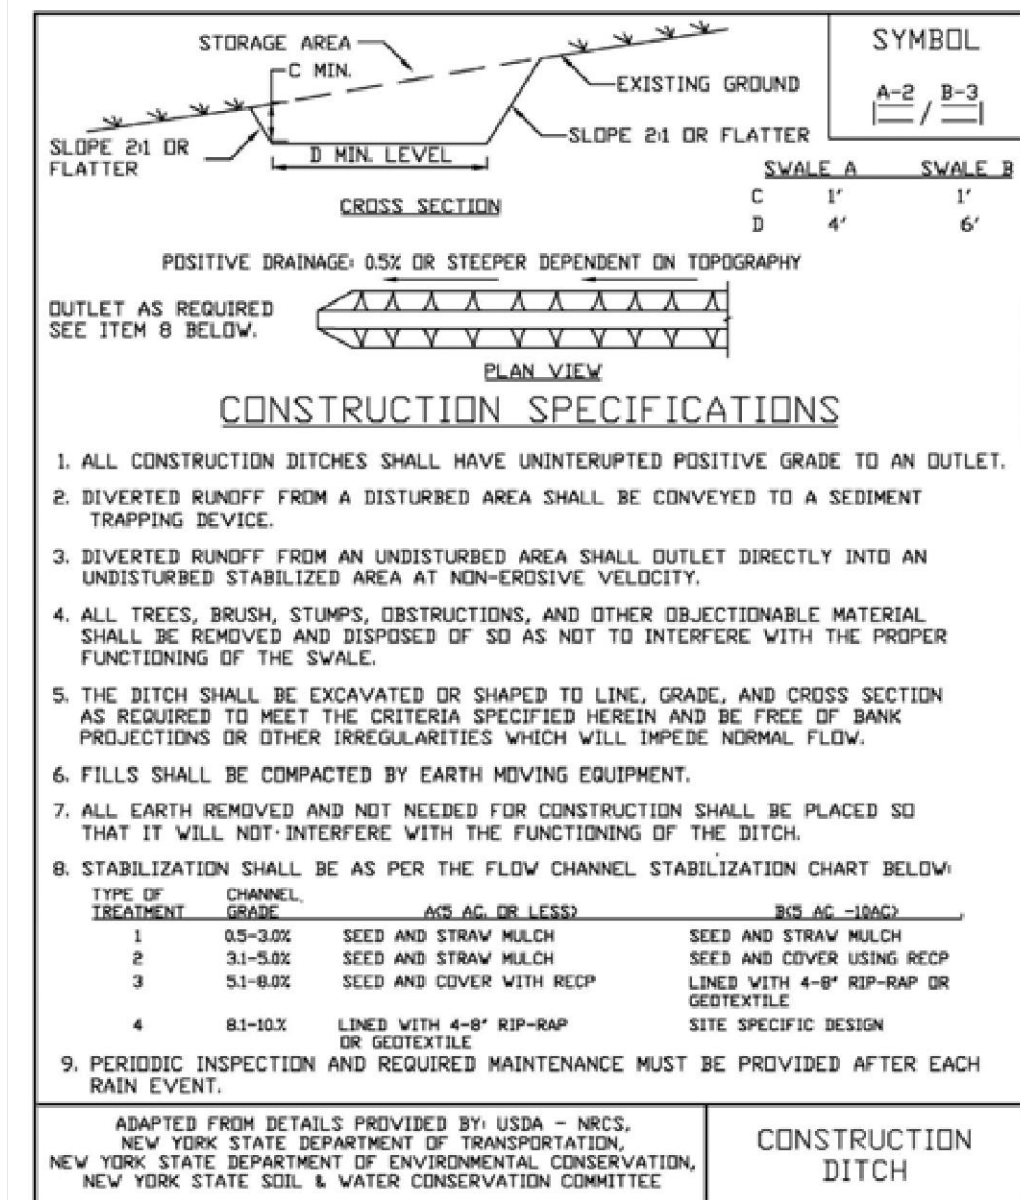 STORAGE AREA
C MIN.
EXISTING GROUND
SLOPE 2:1 OR
FLATTER
SLOPE 2:1 OR FLATTER
D MIN. LEVEL
CROSS SECTION
SYMBOL
A-2 / B-3
SWALE A SWALE B
C 1' 1'
D 4' 6'
POSITIVE DRAINAGE: 0.5% OR STEEPER DEPENDENT ON TOPOGRAPHY
OUTLET AS REQUIRED
SEE ITEM 8 BELOW.
PLAN VIEW
CONSTRUCTION SPECIFICATIONS
1. ALL CONSTRUCTION DITCHES SHALL HAVE UNINTERUPTED POSITIVE GRADE TO AN OUTLET.
2. DIVERTED RUNOFF FROM A DISTURBED AREA SHALL BE CONVEYED TO A SEDIMENT
TRAPPING DEVICE.
3. DIVERTED RUNOFF FROM AN UNDISTURBED AREA SHALL OUTLET DIRECTLY INTO AN
UNDISTURBED STABILIZED AREA AT NON-EROSIVE VELOCITY.
4. ALL TREES, BRUSH, STUMPS, OBSTRUCTIONS, AND OTHER OBJECTIONABLE MATERIAL
SHALL BE REMOVED AND DISPOSED OF SO AS NOT TO INTERFERE WITH THE PROPER
FUNCTIONING OF THE SWALE.
5. THE DITCH SHALL BE EXCAVATED OR SHAPED TO LINE, GRADE, AND CROSS SECTION
AS REQUIRED TO MEET THE CRITERIA SPECIFIED HEREIN AND BE FREE OF BANK
PROJECTIONS OR OTHER IRREGULARITIES WHICH WILL IMPEDE NORMAL FLOW.
6. FILLS SHALL BE COMPACTED BY EARTH MOVING EQUIPMENT.
7. ALL EARTH REMOVED AND NOT NEEDED FOR CONSTRUCTION SHALL BE PLACED SO
THAT IT WILL NOT INTERFERE WITH THE FUNCTIONING OF THE DITCH.
8. STABILIZATION SHALL BE AS PER THE FLOW CHANNEL STABILIZATION CHART BELOW:
TYPE OF CHANNEL
TREATMENT GRADE A(5 AC. OR LESS) B(5 AC -10AC)
1 0.5-3.0% SEED AND STRAW MULCH SEED AND STRAW MULCH
2 3.1-5.0% SEED AND STRAW MULCH SEED AND COVER USING RECP
3 5.1-8.0% SEED AND COVER WITH RECP LINED WITH 4-8" RIP-RAP OR
GEOTEXTILE
4 8.1-10.% LINED WITH 4-8" RIP-RAP SITE SPECIFIC DESIGN
OR GEOTEXTILE
9. PERIODIC INSPECTION AND REQUIRED MAINTENANCE MUST BE PROVIDED AFTER EACH
RAIN EVENT.
ADAPTED FROM DETAILS PROVIDED BY: USDA - NRCS,
NEW YORK STATE DEPARTMENT OF TRANSPORTATION,
NEW YORK STATE DEPARTMENT OF ENVIRONMENTAL CONSERVATION,
NEW YORK STATE SOIL & WATER CONSERVATION COMMITTEE
CONSTRUCTION
DITCH